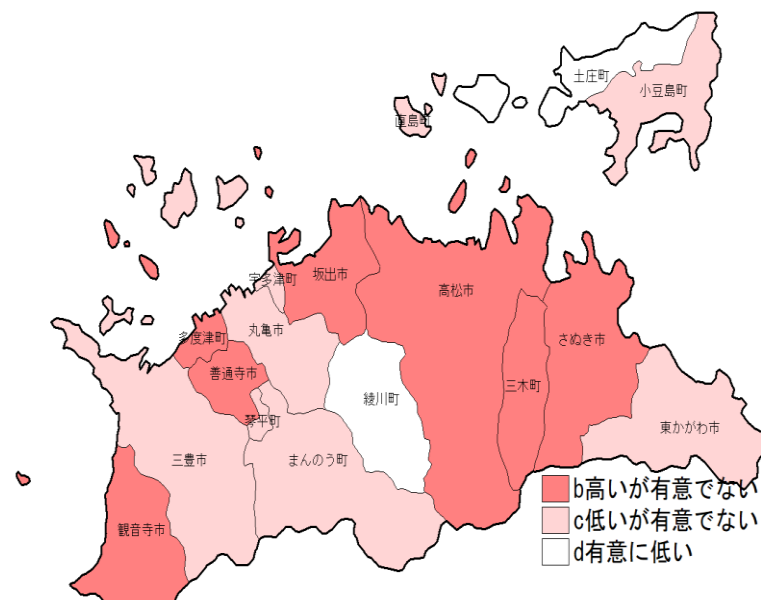 土庄町
小豆島町
直島町
宇多津町
坂出市
高松市
多度津町
丸亀市
さぬき市
善通寺市
三木町
綾川町
琴平町
東かがわ市
三豊市
まんのう町
観音寺市
b高いが有意でない
c低いが有意でない
d有意に低い